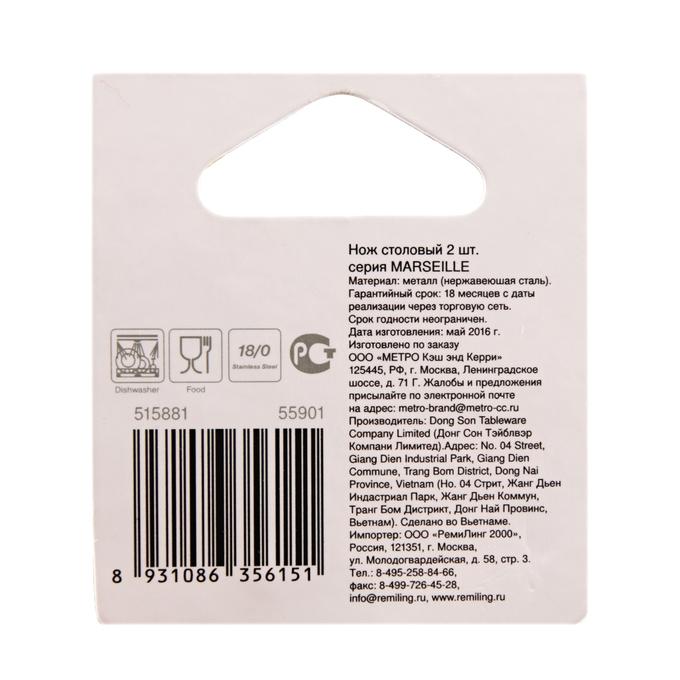 Нож столовый 2 шт.
серия MARSEILLE
Материал: металл (нержавеюшая сталь).
Гарантийный срок: 18 месяцев с даты
реализации через торговую сеть.
Срок годности неограничен.
Дата изготовления: май 2016 г.
Изготовлено по заказу
ООО «МЕТРО Кэш энд Керри»
125445, РФ, г. Москва, Ленинградское
шоссе, д. 71 Г. Жалобы и предложения
присылайте по электронной почте
на адрес: metro-brand@metro-cc.ru
Производитель: Dong Son Tableware
Company Limited (Донг Сон Тэйблвэр
Компани Лимитед).Адрес: No. 04 Street,
Giang Dien Industrial Park, Giang Dien
Commune, Trang Bom District, Dong Nai
Province, Vietnam (Но. 04 Стрит, Жанг Дьен
Индастриал Парк, Жанг Дьен Коммун,
Транг Бом Дистрикт, Донг Най Провинс,
Вьетнам). Сделано во Вьетнаме.
Импортер: ООО «РемиЛинг 2000»,
Россия, 121351, г. Москва,
ул. Молодогвардейская, д. 58, стр. 3.
Тел.: 8-495-258-84-66,
факс: 8-499-726-45-28,
info@remiling.ru, www.remiling.ru
18/0
Stainless Steel
РСТ
Dishwasher
Food
515881
55901
8 931086 356151